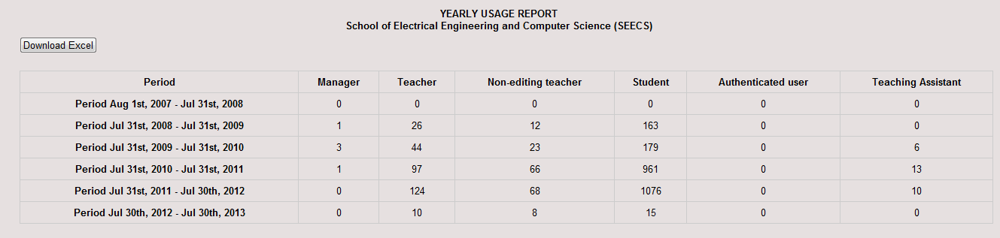 YEARLY USAGE REPORT
School of Electrical Engineering and Computer Science (SEECS)
Download Excel
Period Manager Teacher Non-editing teacher Student Authenticated user Teaching Assistant
Period Aug 1st, 2007 - Jul 31st, 2008 0 0 0 0 0 0
Period Jul 31st, 2008 - Jul 31st, 2009 1 26 12 163 0 0
Period Jul 31st, 2009 - Jul 31st, 2010 3 44 23 179 0 6
Period Jul 31st, 2010 - Jul 31st, 2011 1 97 66 961 0 13
Period Jul 31st, 2011 - Jul 30th, 2012 0 124 68 1076 0 10
Period Jul 30th, 2012 - Jul 30th, 2013 0 10 8 15 0 0